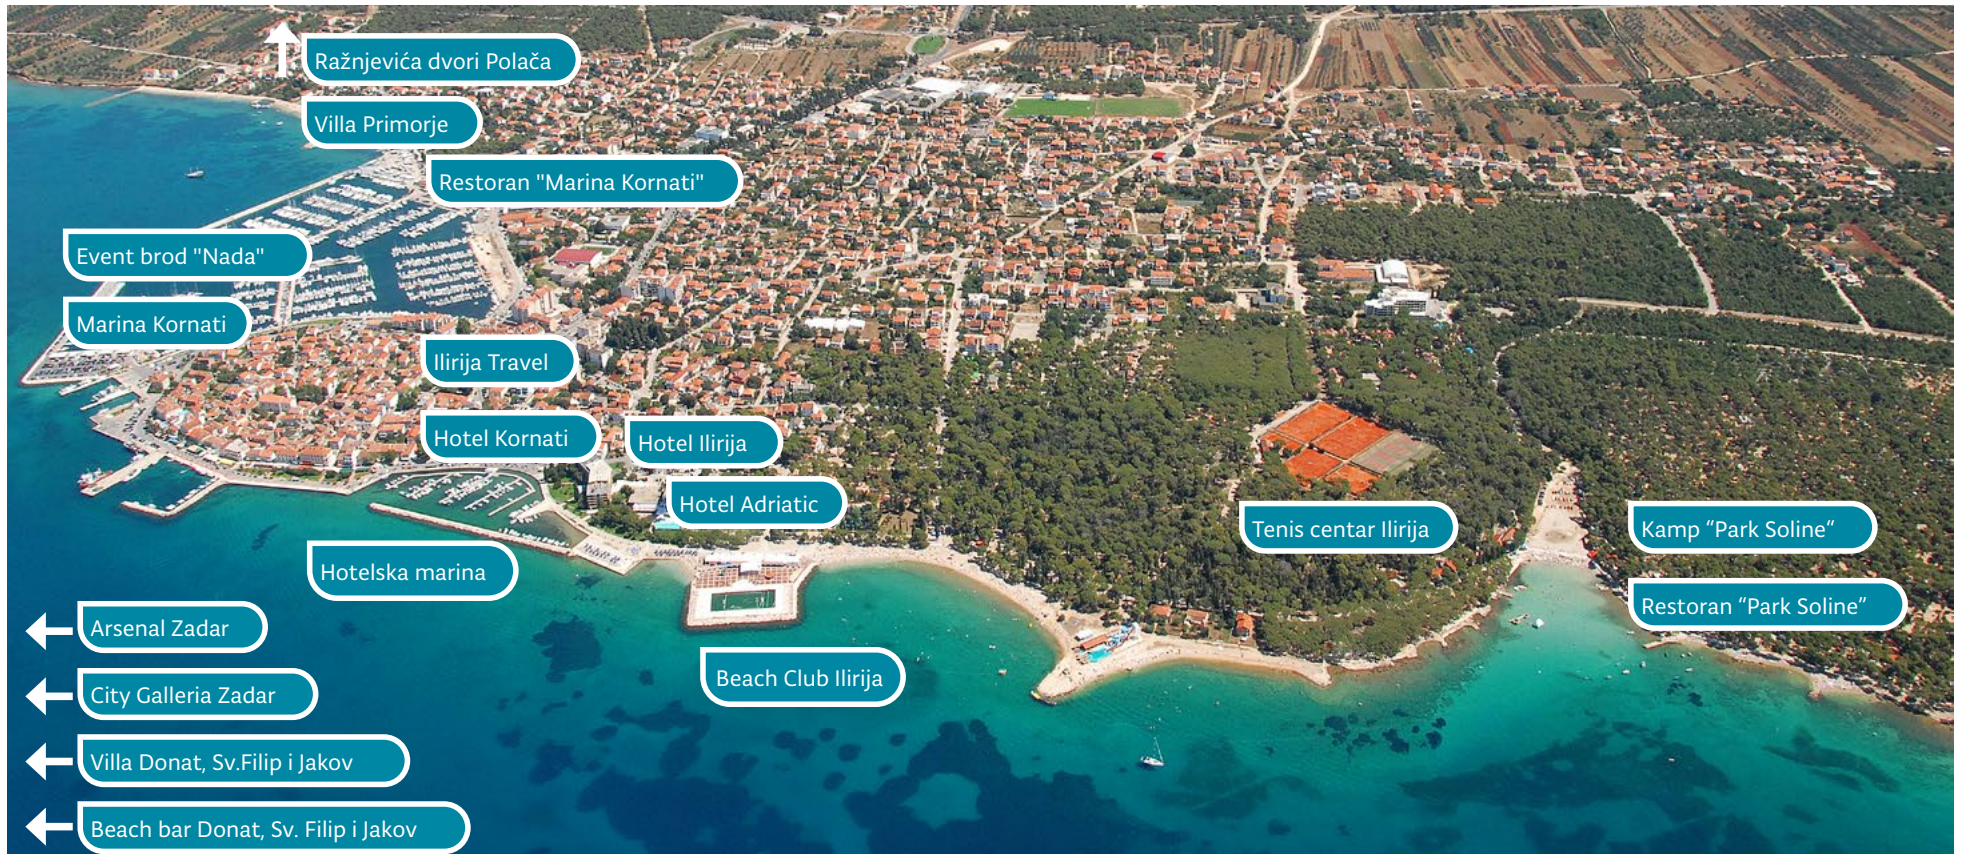 Ražnjevića dvori Polača
Villa Primorje
Restoran "Marina Kornati"
Event brod "Nada"
Marina Kornati
Ilirija Travel
Hotel Kornati
Hotel Ilirija
Hotel Adriatic
Tenis centar Ilirija
Kamp “Park Soline“
Hotelska marina
Restoran “Park Soline“
Arsenal Zadar
Beach Club Ilirija
City Galleria Zadar
Villa Donat, Sv.Filip i Jakov
Beach bar Donat, Sv. Filip i Jakov